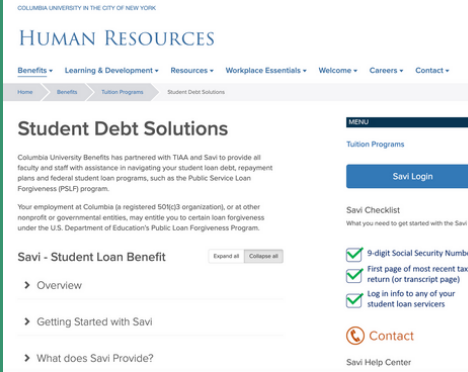 COLUMBIA UNIVERSITY IN THE CITY OF NEW YORK
HUMAN RESOURCES
Benefits Learning & Development Resources Workplace Essentials Welcome Careers Contact
Home Benefits Tuition Programs Student Debt Solutions
Student Debt Solutions
Columbia University Benefits has partnered with TIAA and Savi to provide all
faculty and staff with assistance in navigating your student loan debt, repayment
plans and federal student loan programs, such as the Public Service Loan
Forgiveness (PSLF) program.
Your employment at Columbia (a registered 501(c)3 organization), or at other
nonprofit or governmental entities, may entitle you to certain loan forgiveness
under the U.S. Department of Education's Public Loan Forgiveness Program.
Savi - Student Loan Benefit
Expand all Collapse all
Overview
Getting Started with Savi
What does Savi Provide?
MENU
Tuition Programs
Savi Login
Savi Checklist
What you need to get started with the Savi
9-digit Social Security Numbe
First page of most recent tax
return (or transcript page)
Log in info to any of your
student loan servicers
Contact
Savi Help Center